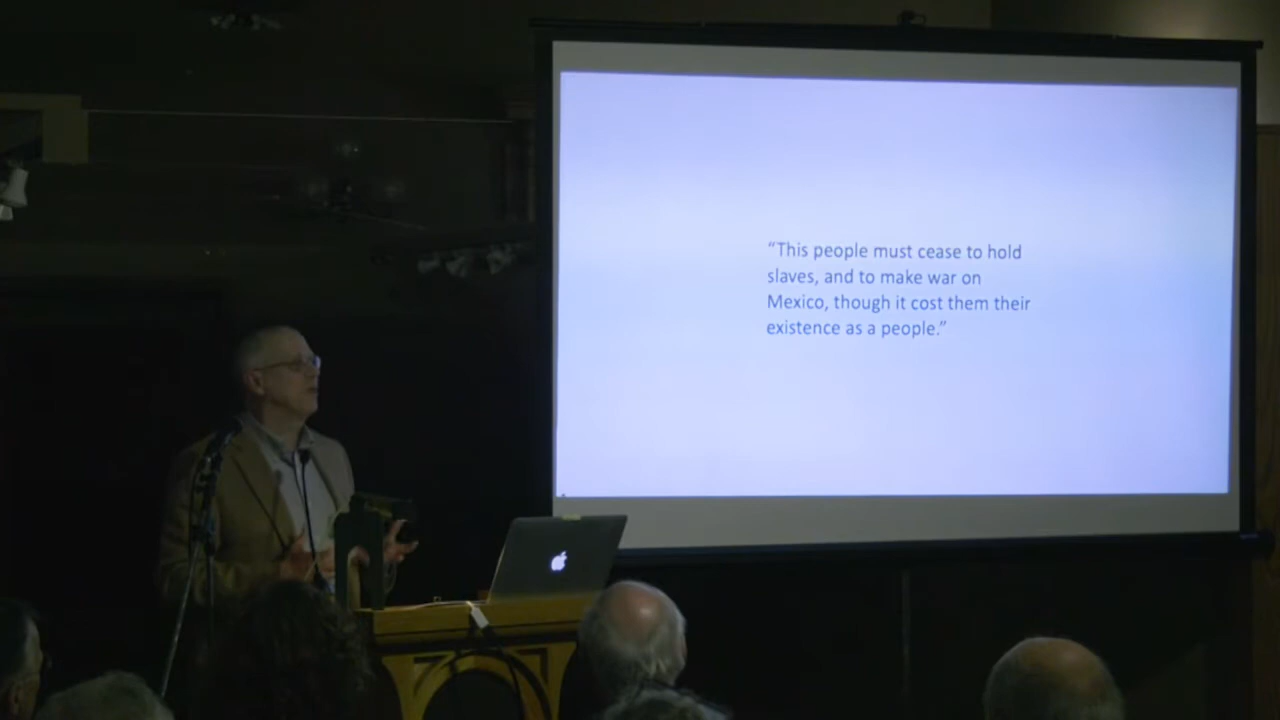 “This people must cease to hold
slaves, and to make war on
Mexico, though it cost them their
existence as a people.”